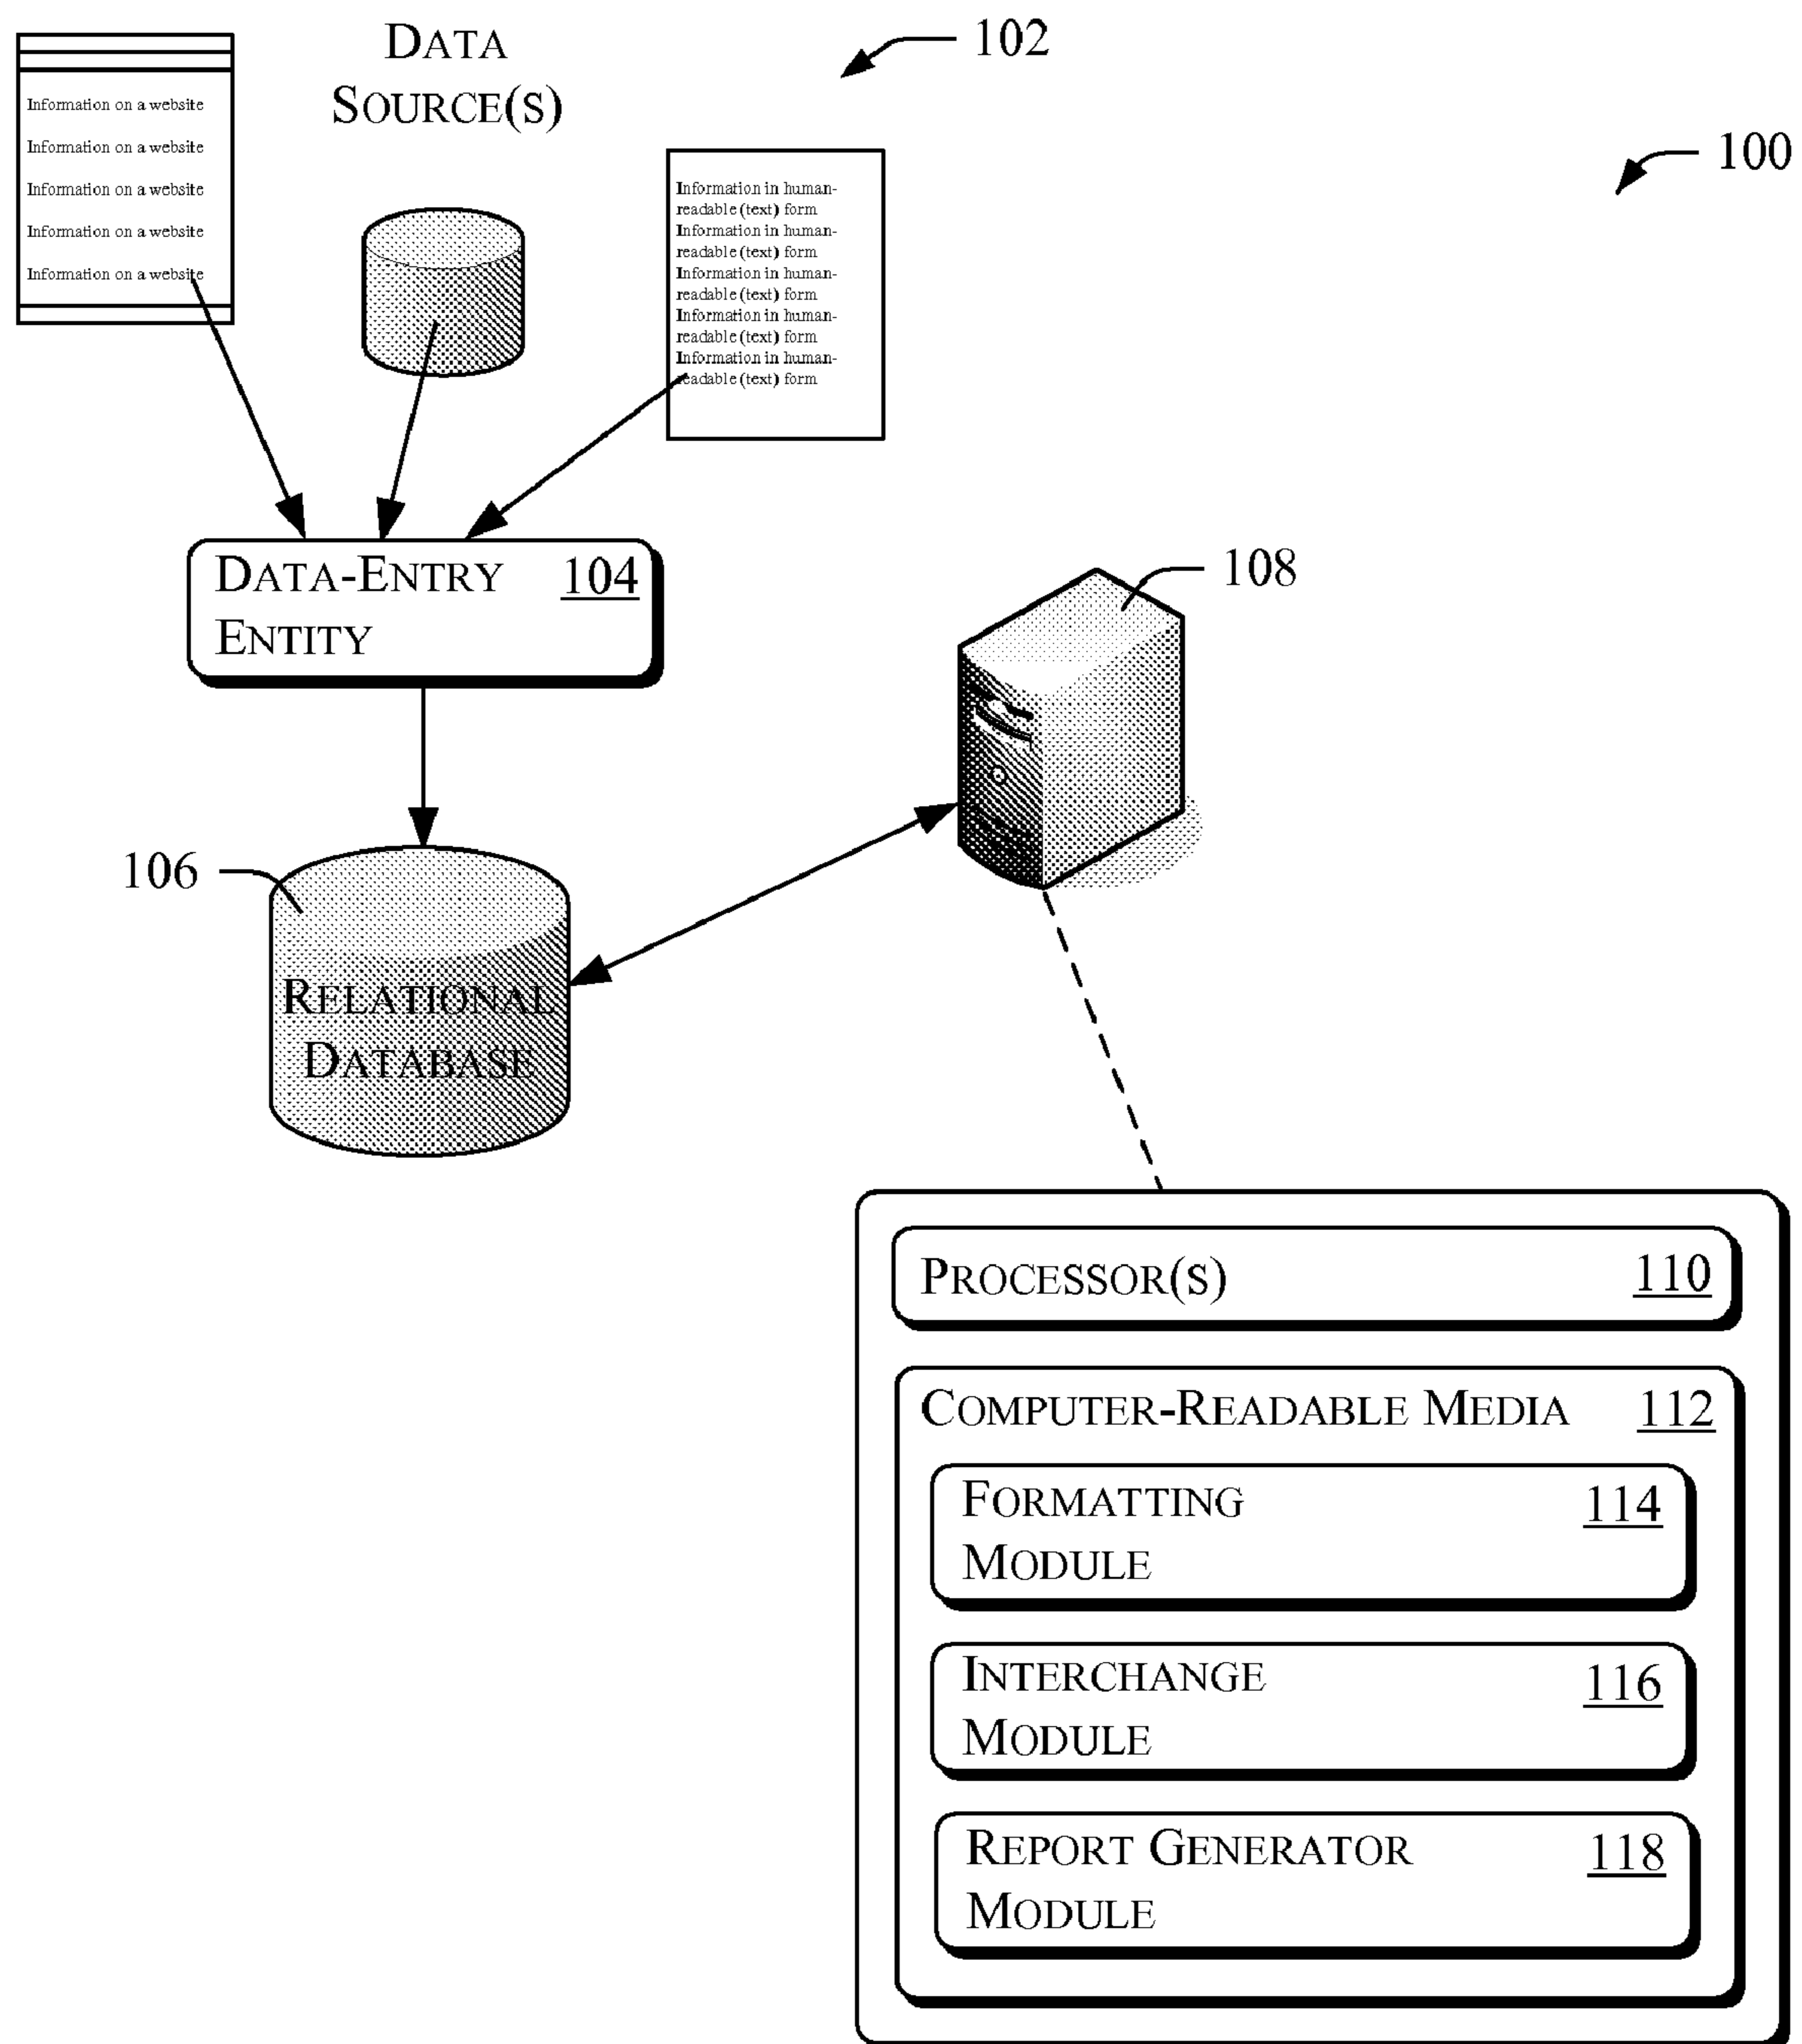 DATA
SOURCE(S)
102
100
Information on a website
Information on a website
Information on a website
Information on a website
Information on a website
Information in human-
readable (text) form
Information in human-
readable (text) form
Information in human-
readable (text) form
Information in human-
readable (text) form
Information in human-
readable (text) form
DATA-ENTRY 104
ENTITY
108
106
RELATIONAL
DATABASE
PROCESSOR(S) 110
COMPUTER-READABLE MEDIA 112
FORMATTING 114
MODULE
INTERCHANGE 116
MODULE
REPORT GENERATOR 118
MODULE